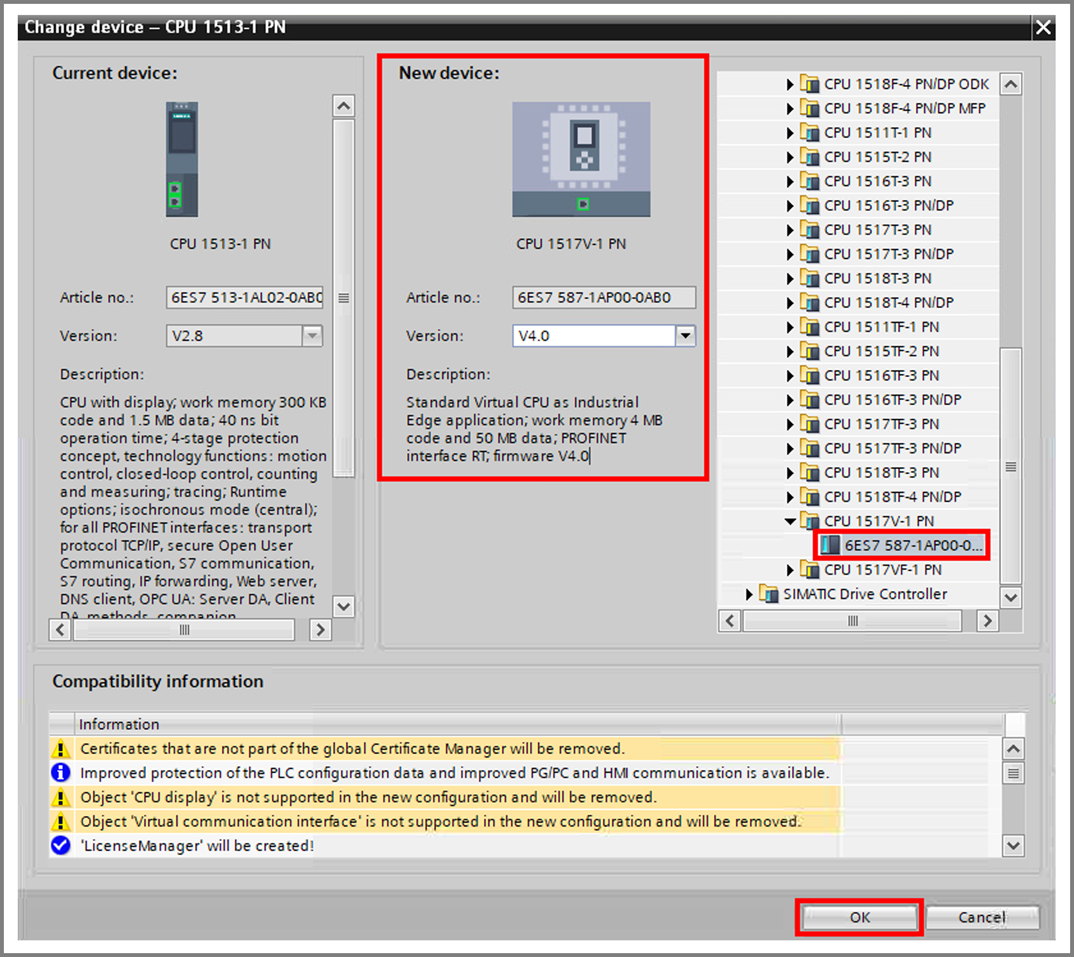 Change device – CPU 1513-1 PN
Current device:
SIEMENS
CPU 1513-1 PN
Article no.:
6ES7 513-1AL02-0AB0
Version:
V2.8
Description:
CPU with display; work memory 300 KB
code and 1.5 MB data; 40 ns bit
operation time; 4-stage protection
concept, technology functions: motion
control, closed-loop control, counting
and measuring; tracing; Runtime
options; isochronous mode (central);
for all PROFINET interfaces: transport
protocol TCP/IP, secure Open User
Communication, S7 communication,
S7 routing, IP forwarding, Web server,
DNS client, OPC UA: Server DA, Client
DA, methods, companion
New device:
CPU 1517V-1 PN
Article no.:
6ES7 587-1AP00-0AB0
Version:
V4.0
Description:
Standard Virtual CPU as Industrial
Edge application; work memory 4 MB
code and 50 MB data; PROFINET
interface RT; firmware V4.0
CPU 1518F-4 PN/DP ODK
CPU 1518F-4 PN/DP MFP
CPU 1511T-1 PN
CPU 1515T-2 PN
CPU 1516T-3 PN
CPU 1516T-3 PN/DP
CPU 1517T-3 PN
CPU 1517T-3 PN/DP
CPU 1518T-3 PN
CPU 1518T-4 PN/DP
CPU 1511TF-1 PN
CPU 1515TF-2 PN
CPU 1516TF-3 PN
CPU 1516TF-3 PN/DP
CPU 1517TF-3 PN
CPU 1517TF-3 PN/DP
CPU 1518TF-3 PN
CPU 1518TF-4 PN/DP
CPU 1517V-1 PN
6ES7 587-1AP00-0...
CPU 1517VF-1 PN
SIMATIC Drive Controller
Compatibility information
Information
Certificates that are not part of the global Certificate Manager will be removed.
Improved protection of the PLC configuration data and improved PG/PC and HMI communication is available.
Object 'CPU display' is not supported in the new configuration and will be removed.
Object 'Virtual communication interface' is not supported in the new configuration and will be removed.
'LicenseManager' will be created!
OK
Cancel